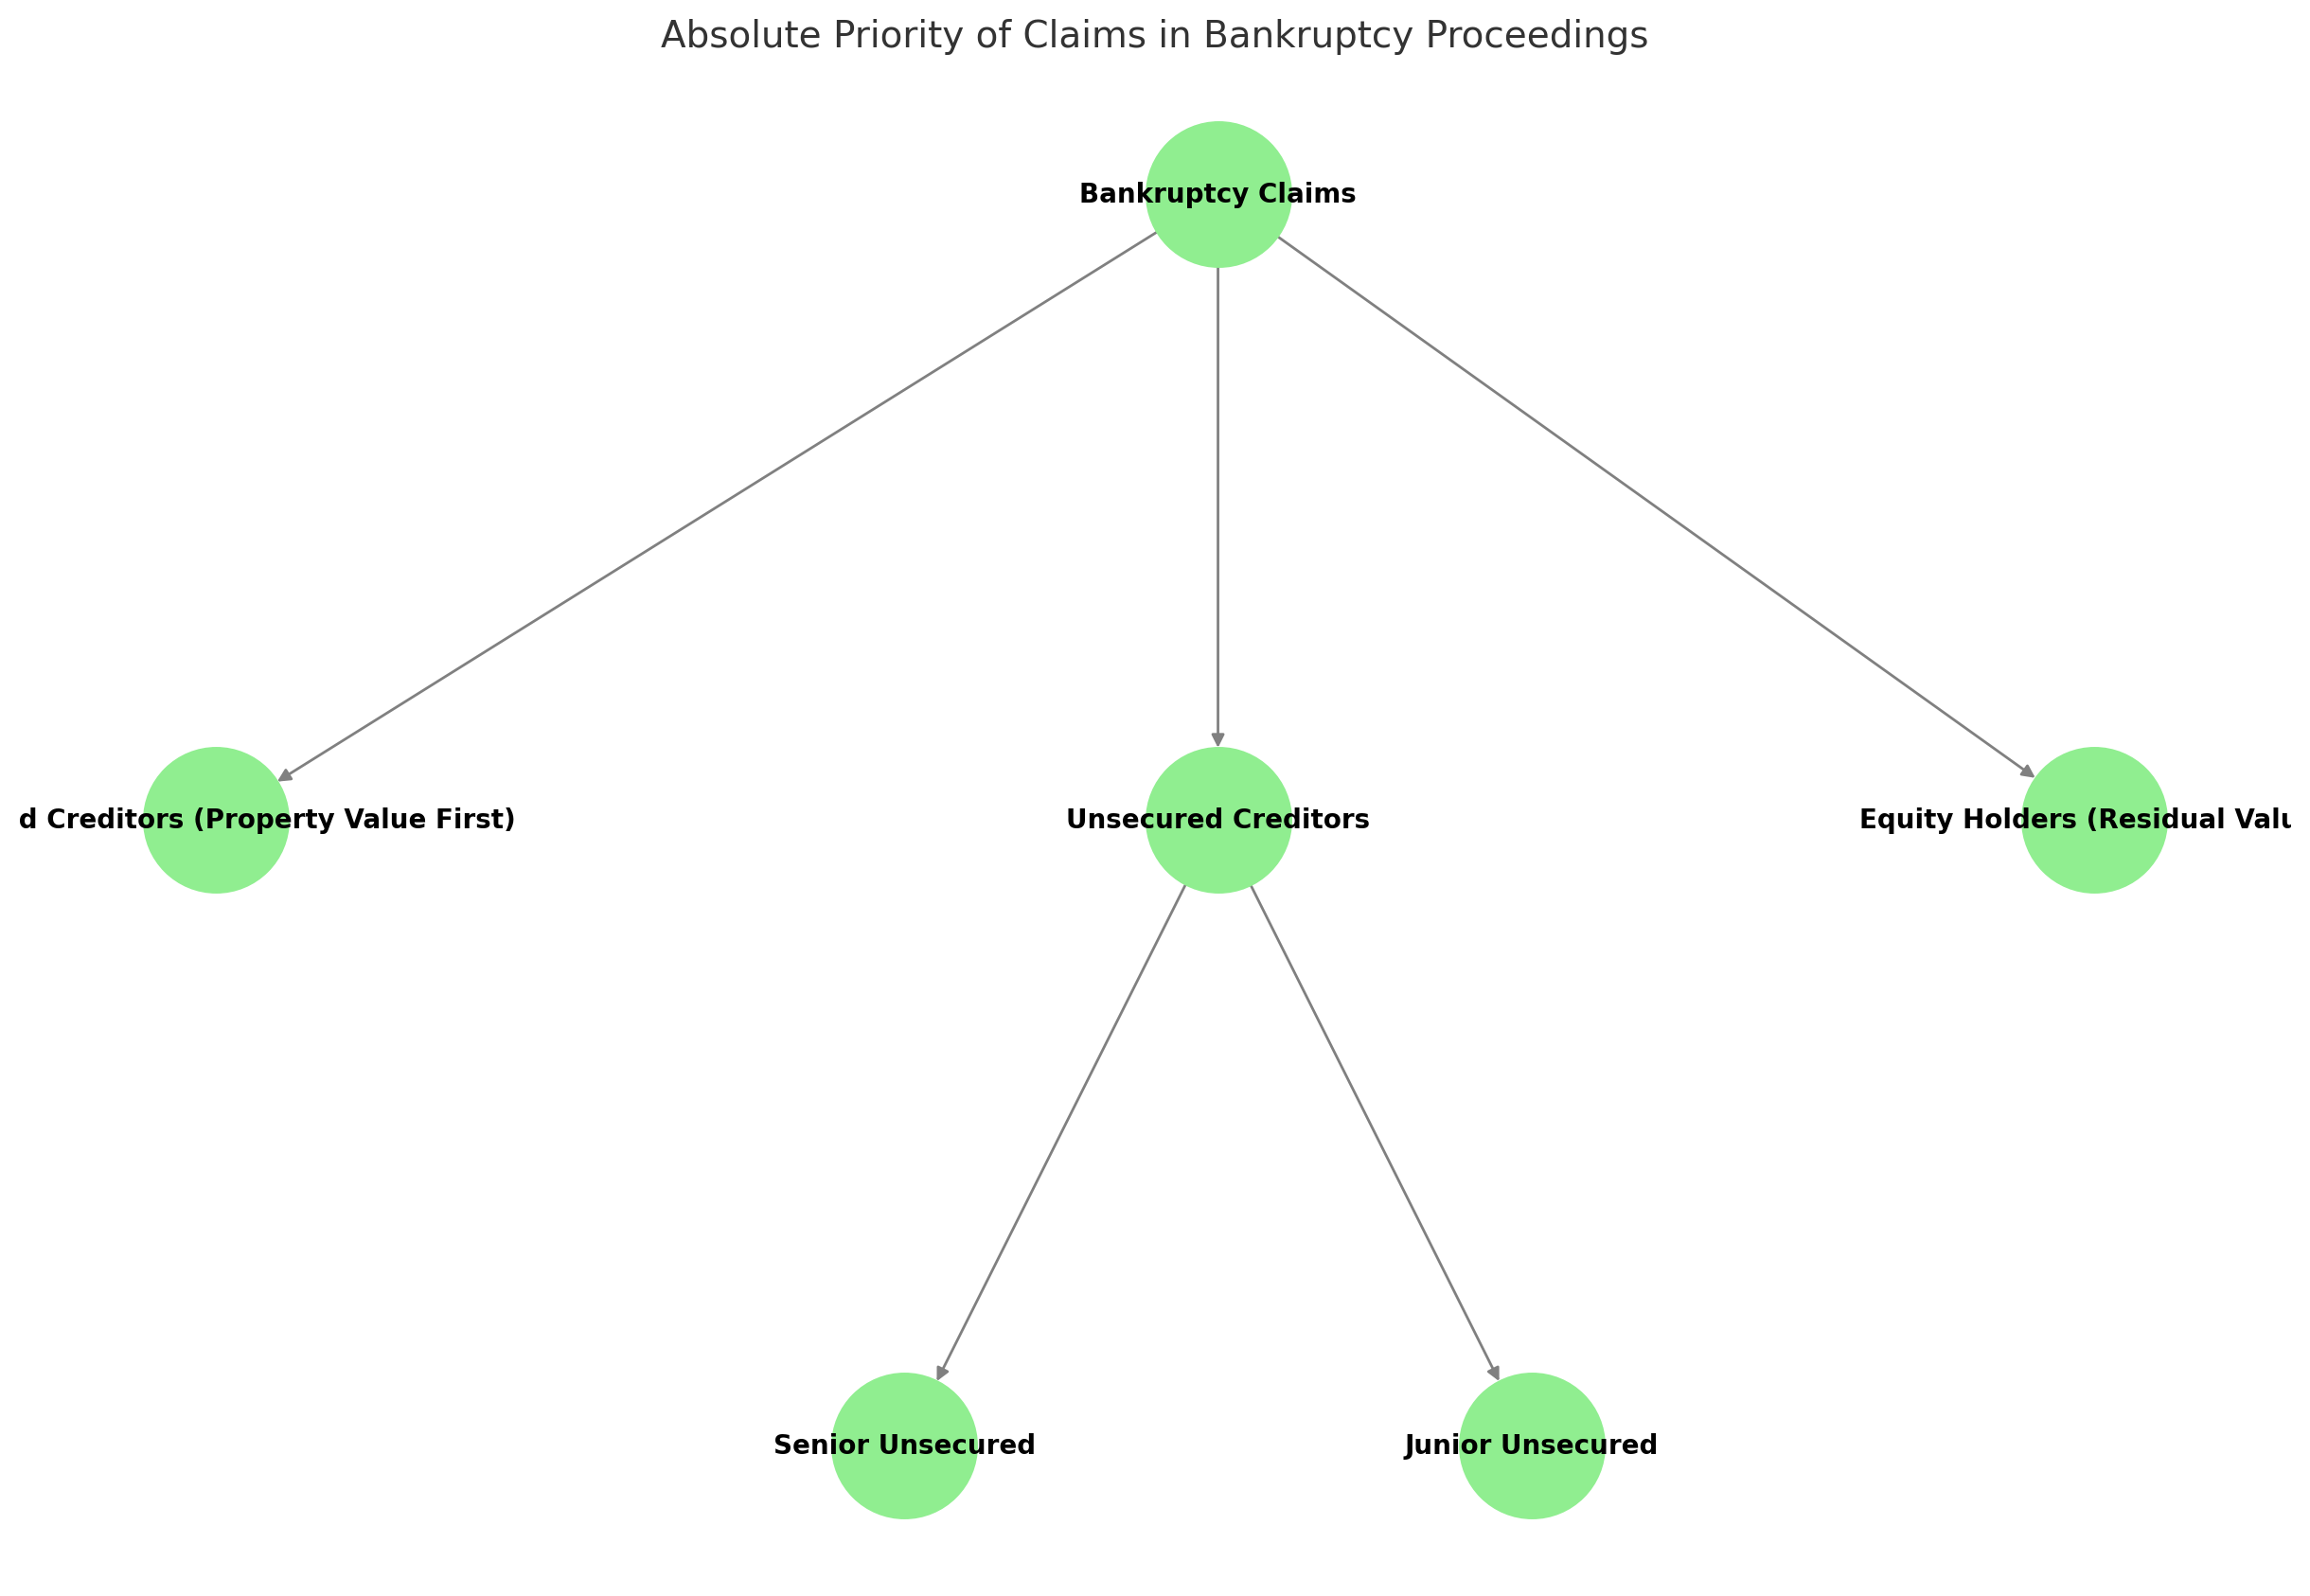 Absolute Priority of Claims in Bankruptcy Proceedings
Bankruptcy Claims
d Creditors (Property Value First)
Unsecured Creditors
Equity Holders (Residual Valu
Senior Unsecured
Junior Unsecured